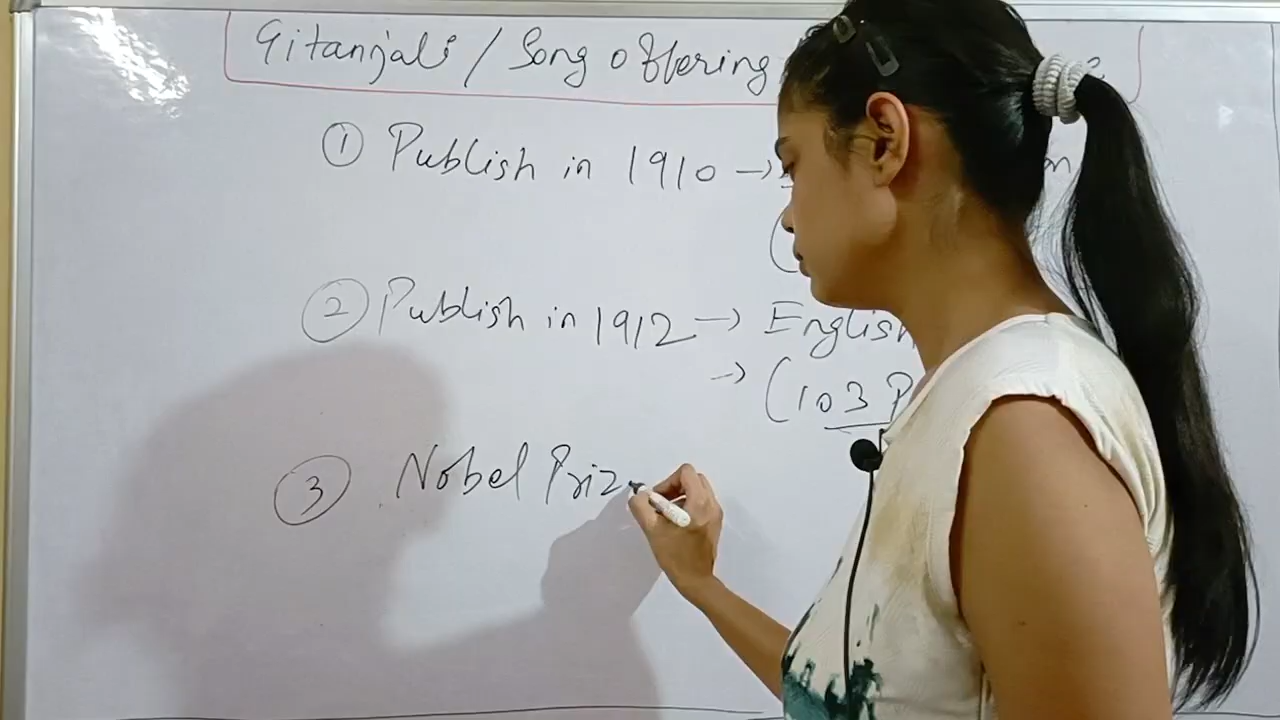 Gitanjali / Song offering
① Publish in 1910 →
② Publish in 1912 → English
→ (103 P
③ Nobel Priz